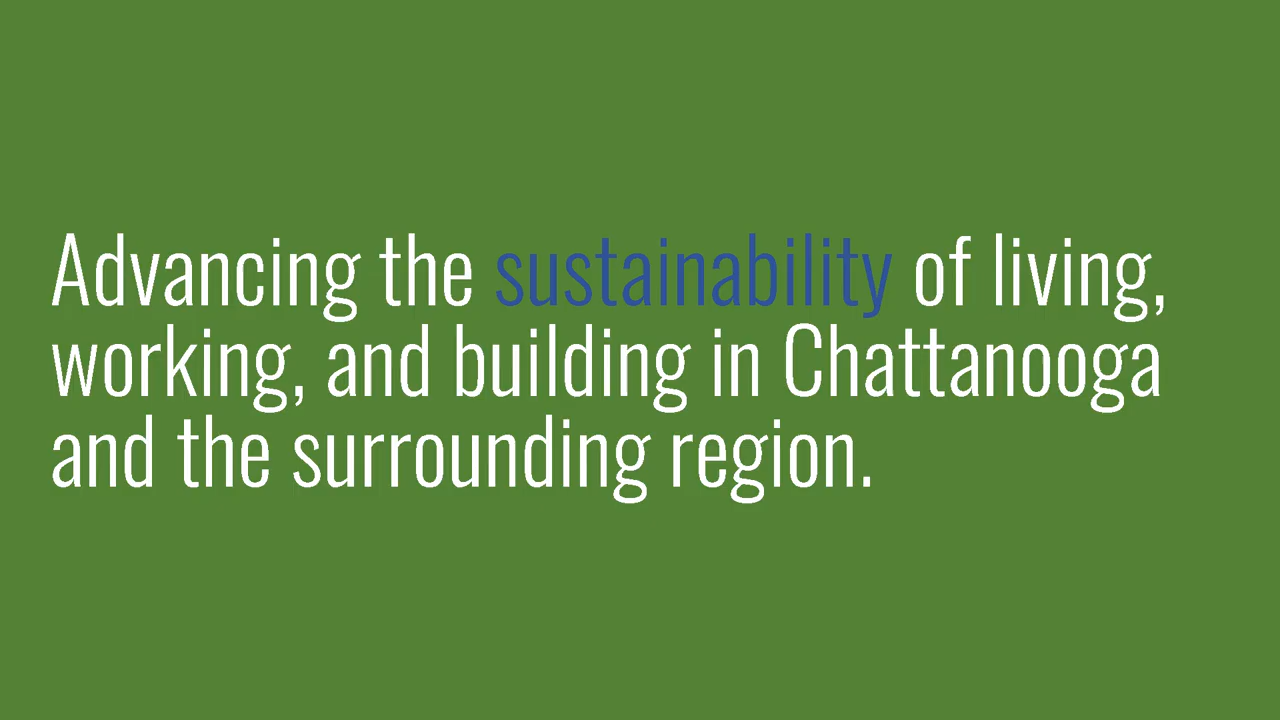 Advancing the sustainability of living,
working, and building in Chattanooga
and the surrounding region.